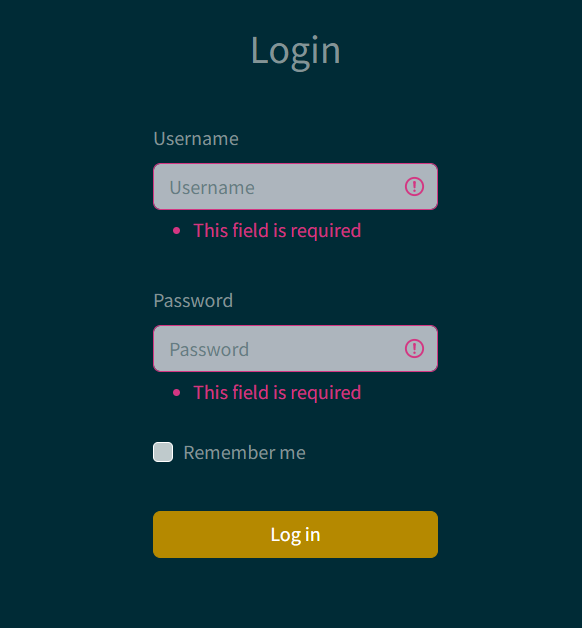 Login
Username
Username
This field is required
Password
Password
This field is required
Remember me
Log in